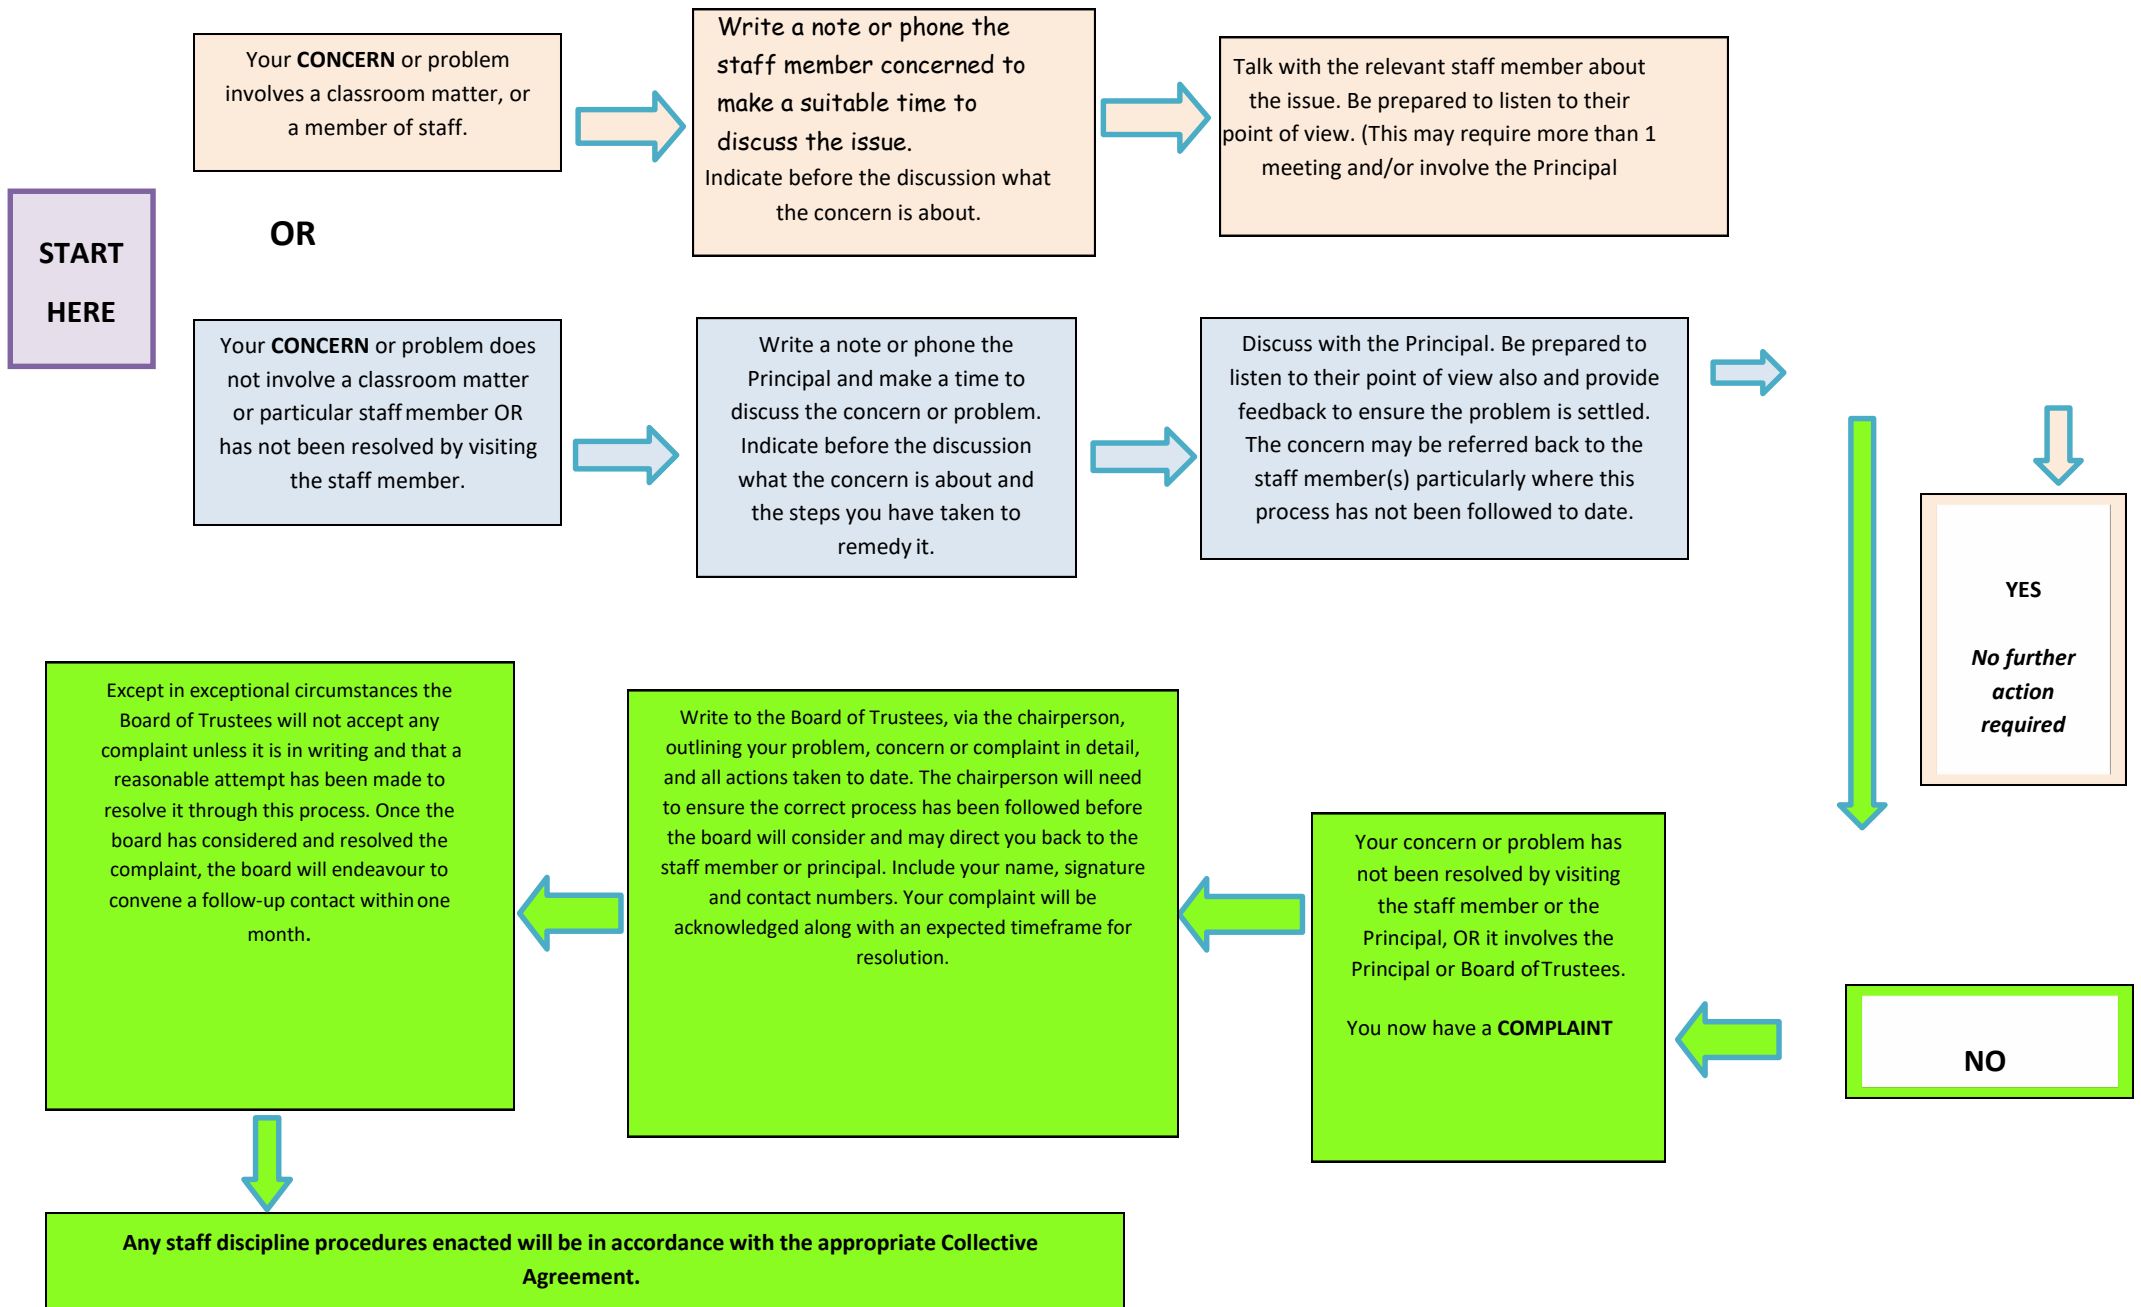 START
HERE
Your CONCERN or problem
involves a classroom matter, or
a member of staff.
Write a note or phone the
staff member concerned to
make a suitable time to
discuss the issue.
Indicate before the discussion what
the concern is about.
Talk with the relevant staff member about
the issue. Be prepared to listen to their
point of view. (This may require more than 1
meeting and/or involve the Principal
OR
Your CONCERN or problem does
not involve a classroom matter
or particular staff member OR
has not been resolved by visiting
the staff member.
Write a note or phone the
Principal and make a time to
discuss the concern or problem.
Indicate before the discussion
what the concern is about and
the steps you have taken to
remedy it.
Discuss with the Principal. Be prepared to
listen to their point of view also and provide
feedback to ensure the problem is settled.
The concern may be referred back to the
staff member(s) particularly where this
process has not been followed to date.
YES
No further
action
required
NO
Your concern or problem has
not been resolved by visiting
the staff member or the
Principal, OR it involves the
Principal or Board of Trustees.
You now have a COMPLAINT
Write to the Board of Trustees, via the chairperson,
outlining your problem, concern or complaint in detail,
and all actions taken to date. The chairperson will need
to ensure the correct process has been followed before
the board will consider and may direct you back to the
staff member or principal. Include your name, signature
and contact numbers. Your complaint will be
acknowledged along with an expected timeframe for
resolution.
Except in exceptional circumstances the
Board of Trustees will not accept any
complaint unless it is in writing and that a
reasonable attempt has been made to
resolve it through this process. Once the
board has considered and resolved the
complaint, the board will endeavour to
convene a follow-up contact within one
month.
Any staff discipline procedures enacted will be in accordance with the appropriate Collective
Agreement.